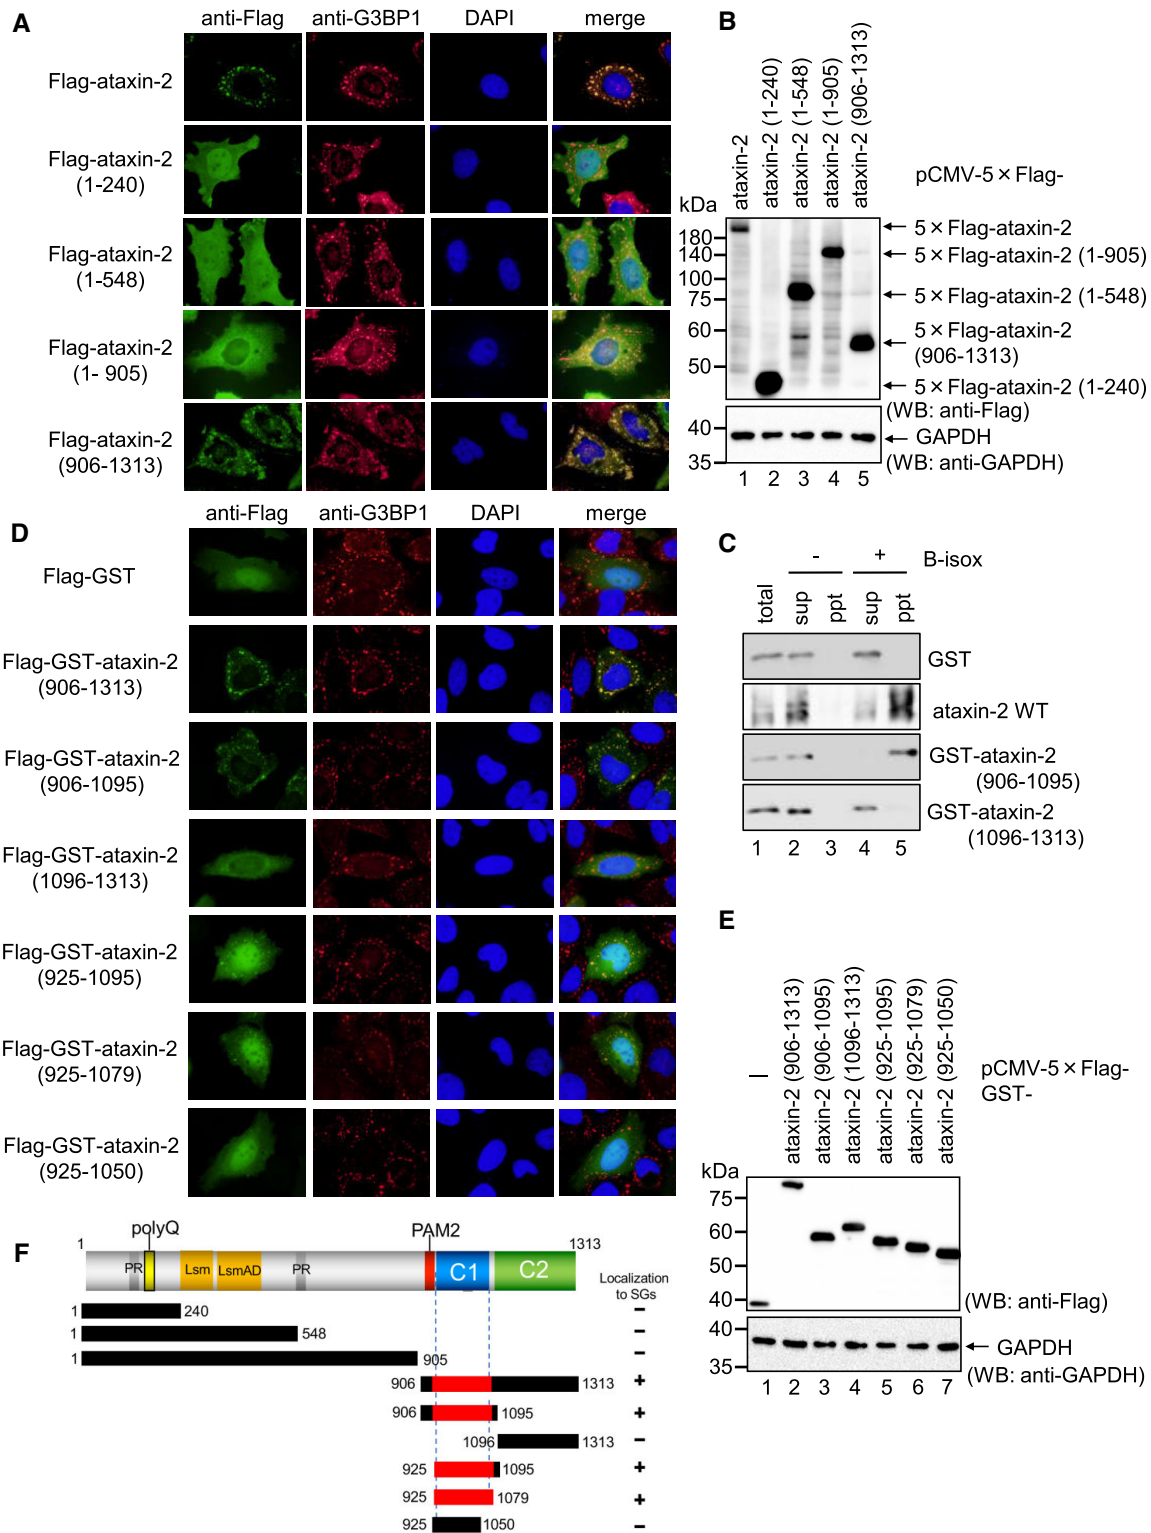 A
anti-Flag anti-G3BP1 DAPI merge
Flag-ataxin-2
Flag-ataxin-2
(1-240)
Flag-ataxin-2
(1-548)
Flag-ataxin-2
(1- 905)
Flag-ataxin-2
(906-1313)
B
ataxin-2
ataxin-2 (1-240)
ataxin-2 (1-548)
ataxin-2 (1-905)
ataxin-2 (906-1313)
pCMV-5×Flag-
kDa
180
140
100
75
60
50
40
35
5×Flag-ataxin-2
5×Flag-ataxin-2 (1-905)
5×Flag-ataxin-2 (1-548)
5×Flag-ataxin-2
(906-1313)
5×Flag-ataxin-2 (1-240)
(WB: anti-Flag)
GAPDH
(WB: anti-GAPDH)
1 2 3 4 5
D
anti-Flag anti-G3BP1 DAPI merge
Flag-GST
Flag-GST-ataxin-2
(906-1313)
Flag-GST-ataxin-2
(906-1095)
Flag-GST-ataxin-2
(1096-1313)
Flag-GST-ataxin-2
(925-1095)
Flag-GST-ataxin-2
(925-1079)
Flag-GST-ataxin-2
(925-1050)
C
- + B-isox
total sup ppt sup ppt
GST
ataxin-2 WT
GST-ataxin-2
(906-1095)
GST-ataxin-2
(1096-1313)
1 2 3 4 5
E
—
ataxin-2 (906-1313)
ataxin-2 (906-1095)
ataxin-2 (1096-1313)
ataxin-2 (925-1095)
ataxin-2 (925-1079)
ataxin-2 (925-1050)
pCMV-5×Flag-
GST-
kDa
75
60
50
40
40
35
(WB: anti-Flag)
GAPDH
(WB: anti-GAPDH)
1 2 3 4 5 6 7
F
polyQ PAM2
1 1313
PR Lsm LsmAD PR C1 C2
Localization
to SGs
1 240 −
1 548 −
1 905 −
906 1313 +
906 1095 +
1096 1313 −
925 1095 +
925 1079 +
925 1050 −